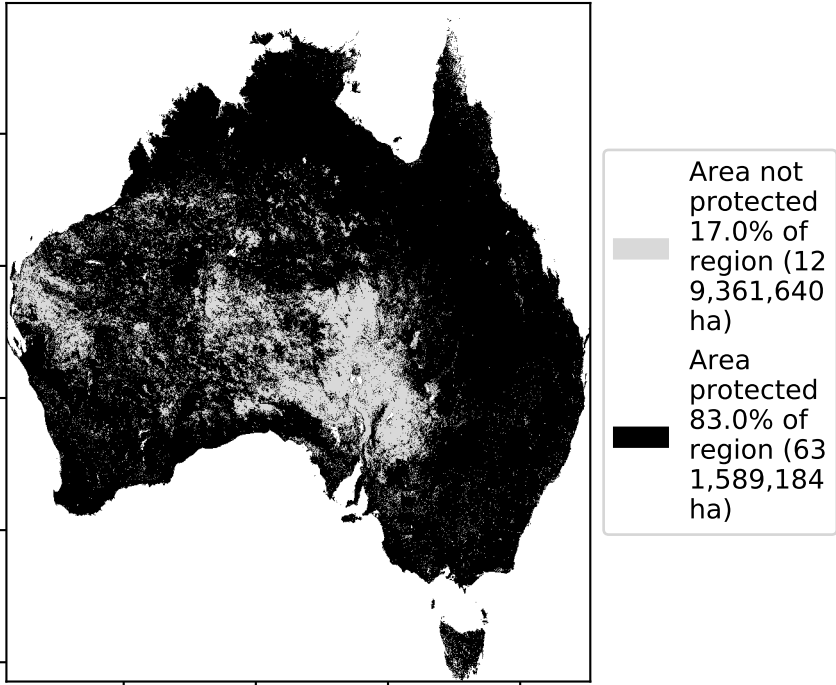 Area not
protected
17.0% of
region (12
9,361,640
ha)
Area
protected
83.0% of
region (63
1,589,184
ha)